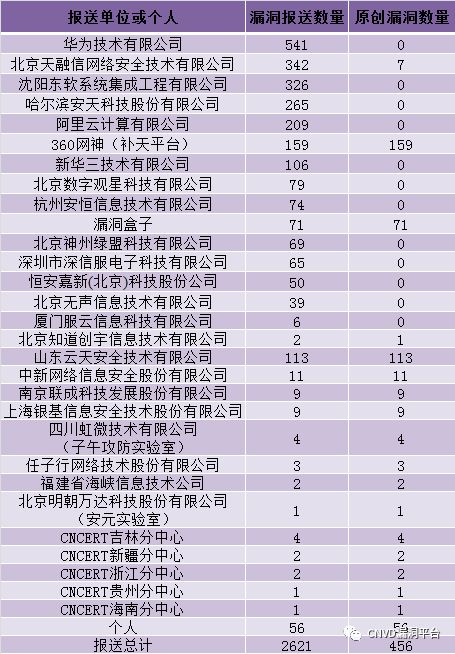 报送单位或个人 漏洞报送数量 原创漏洞数量
华为技术有限公司 541 0
北京天融信网络安全技术有限公司 342 7
沈阳东软系统集成工程有限公司 326 0
哈尔滨安天科技股份有限公司 265 0
阿里云计算有限公司 209 0
360网神（补天平台） 159 159
新华三技术有限公司 106 0
北京数字观星科技有限公司 79 0
杭州安恒信息技术有限公司 74 0
漏洞盒子 71 71
北京神州绿盟科技有限公司 69 0
深圳市深信服电子科技有限公司 65 0
恒安嘉新(北京)科技股份公司 50 0
北京无声信息技术有限公司 39 0
厦门服云信息科技有限公司 6 0
北京知道创宇信息技术有限公司 2 1
山东云天安全技术有限公司 113 113
中新网络信息安全股份有限公司 11 11
南京联成科技发展股份有限公司 9 9
上海银基信息安全技术股份有限公司 9 9
四川虹微技术有限公司
（子午攻防实验室） 4 4
任子行网络技术股份有限公司 3 3
福建省海峡信息技术公司 2 2
北京明朝万达科技股份有限公司
（安元实验室） 1 1
CNCERT吉林分中心 4 4
CNCERT新疆分中心 2 2
CNCERT浙江分中心 2 2
CNCERT贵州分中心 1 1
CNCERT海南分中心 1 1
个人 56 56
报送总计 2621 456
CNVD漏洞平台